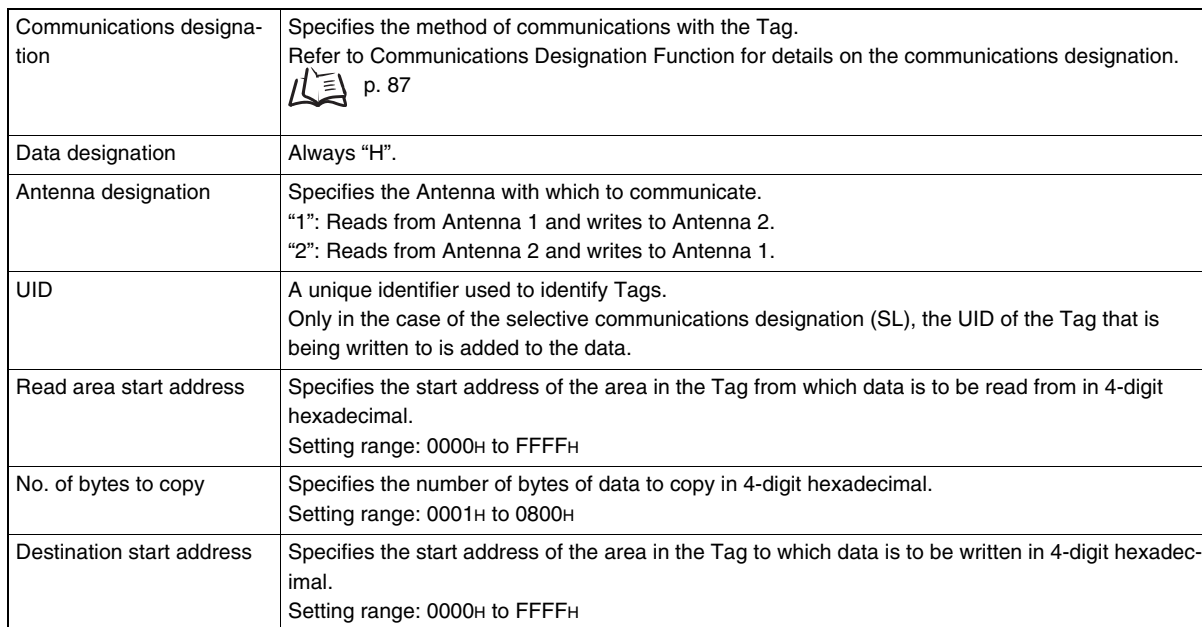 Communications designa-
tion
Specifies the method of communications with the Tag.
Refer to Communications Designation Function for details on the communications designation.
p. 87
Data designation
Always “H”.
Antenna designation
Specifies the Antenna with which to communicate.
“1”: Reads from Antenna 1 and writes to Antenna 2.
“2”: Reads from Antenna 2 and writes to Antenna 1.
UID
A unique identifier used to identify Tags.
Only in the case of the selective communications designation (SL), the UID of the Tag that is
being written to is added to the data.
Read area start address
Specifies the start address of the area in the Tag from which data is to be read from in 4-digit
hexadecimal.
Setting range: 0000H to FFFFH
No. of bytes to copy
Specifies the number of bytes of data to copy in 4-digit hexadecimal.
Setting range: 0001H to 0800H
Destination start address
Specifies the start address of the area in the Tag to which data is to be written in 4-digit hexadec-
imal.
Setting range: 0000H to FFFFH